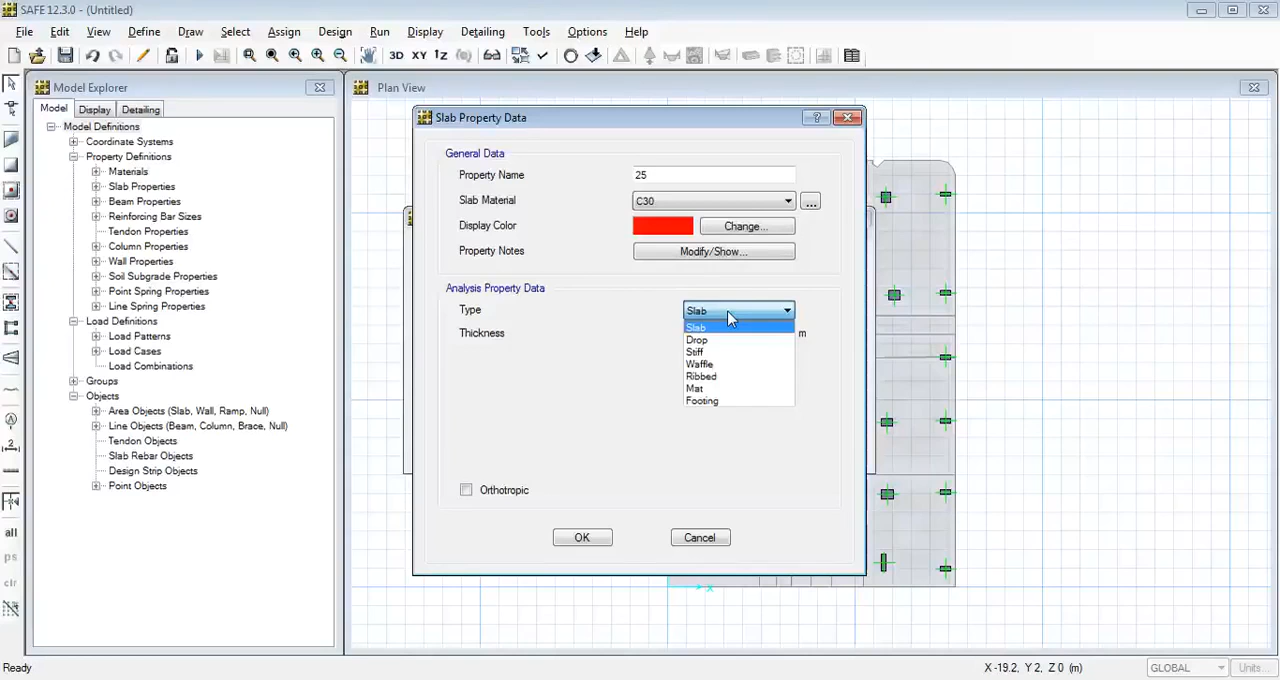 SAFE 12.3.0 - (Untitled)
File Edit View Define Draw Select Assign Design Run Display Detailing Tools Options Help
3D XY
Model Explorer
Plan View
Model Display Detailing
Model Definitions
Coordinate Systems
Property Definitions
Materials
Slab Properties
Beam Properties
Reinforcing Bar Sizes
Tendon Properties
Column Properties
Wall Properties
Soil Subgrade Properties
Point Spring Properties
Line Spring Properties
Load Definitions
Load Patterns
Load Cases
Load Combinations
Groups
Objects
Area Objects (Slab, Wall, Ramp, Null)
Line Objects (Beam, Column, Brace, Null)
Tendon Objects
Slab Rebar Objects
Design Strip Objects
Point Objects
all
ps
clr
Slab Property Data
General Data
Property Name 25
Slab Material C30 ...
Display Color Change...
Property Notes Modify/Show...
Analysis Property Data
Type Slab
Thickness m
Slab
Drop
Stiff
Waffle
Ribbed
Mat
Footing
Orthotropic
OK Cancel
X
Ready X -19.2, Y 2, Z 0 (m) GLOBAL Units...